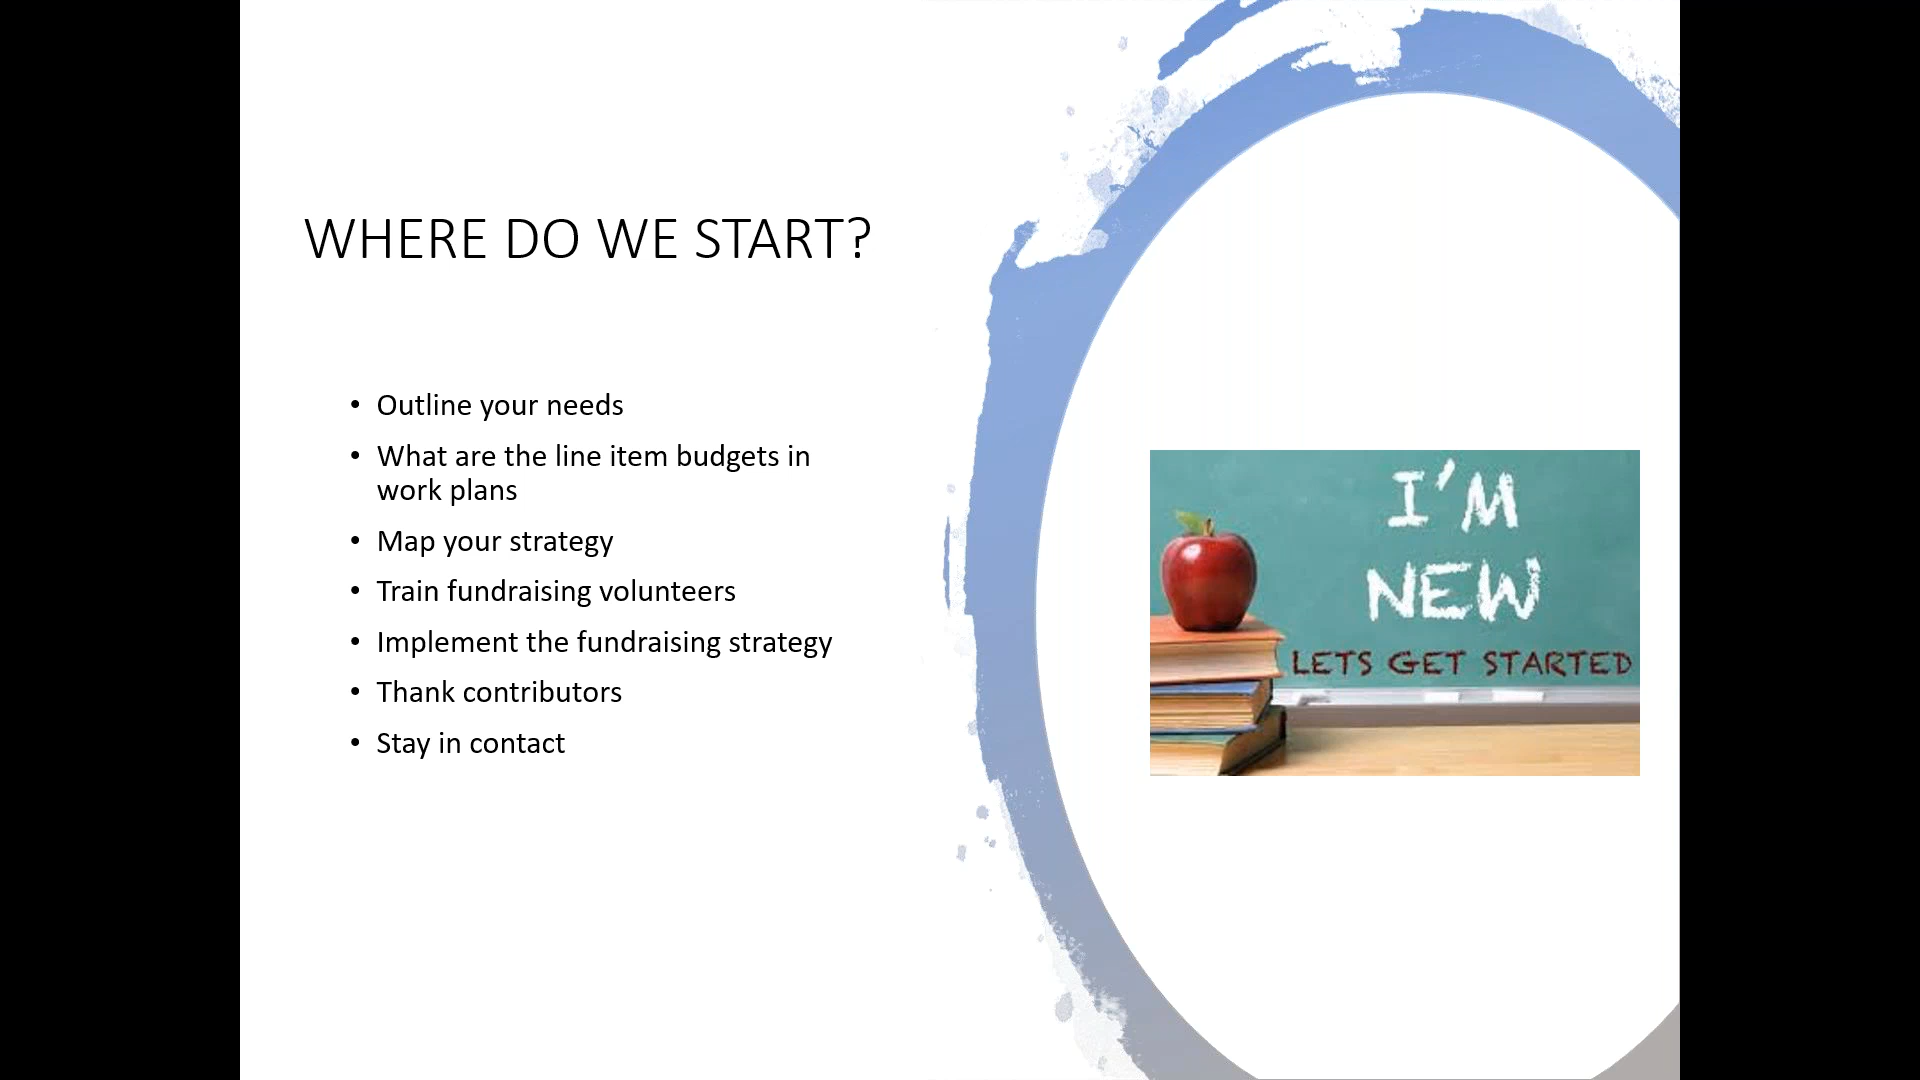 WHERE DO WE START?
• Outline your needs
• What are the line item budgets in
work plans
• Map your strategy
• Train fundraising volunteers
• Implement the fundraising strategy
• Thank contributors
• Stay in contact
I'M
NEW
LETS GET STARTED